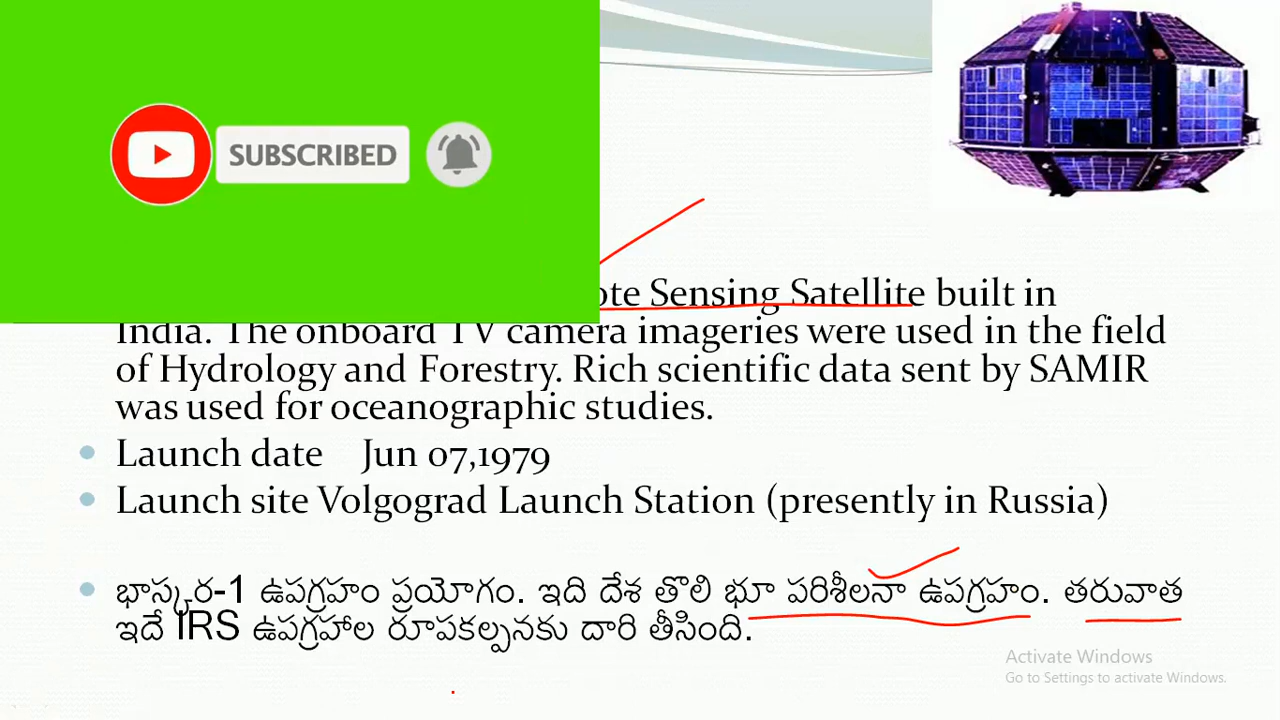 SUBSCRIBED
Sensing Satellite built in
India. The onboard TV camera imageries were used in the field
of Hydrology and Forestry. Rich scientific data sent by SAMIR
was used for oceanographic studies.
Launch date Jun 07,1979
Launch site Volgograd Launch Station (presently in Russia)
భాస్కర-1 ఉపగ్రహం ప్రయోగం. ఇది దేశ తొలి భూ పరిశీలనా ఉపగ్రహం. తరువాత
ఇదే IRS ఉపగ్రహాల రూపకల్పనకు దారి తీసింది.
Activate Windows
Go to Settings to activate Windows.